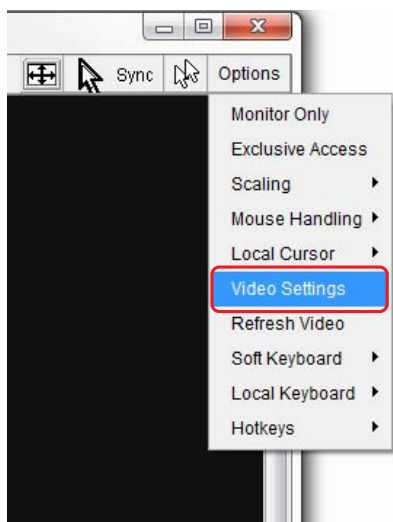 Sync Options
Monitor Only
Exclusive Access
Scaling
Mouse Handling
Local Cursor
Video Settings
Refresh Video
Soft Keyboard
Local Keyboard
Hotkeys